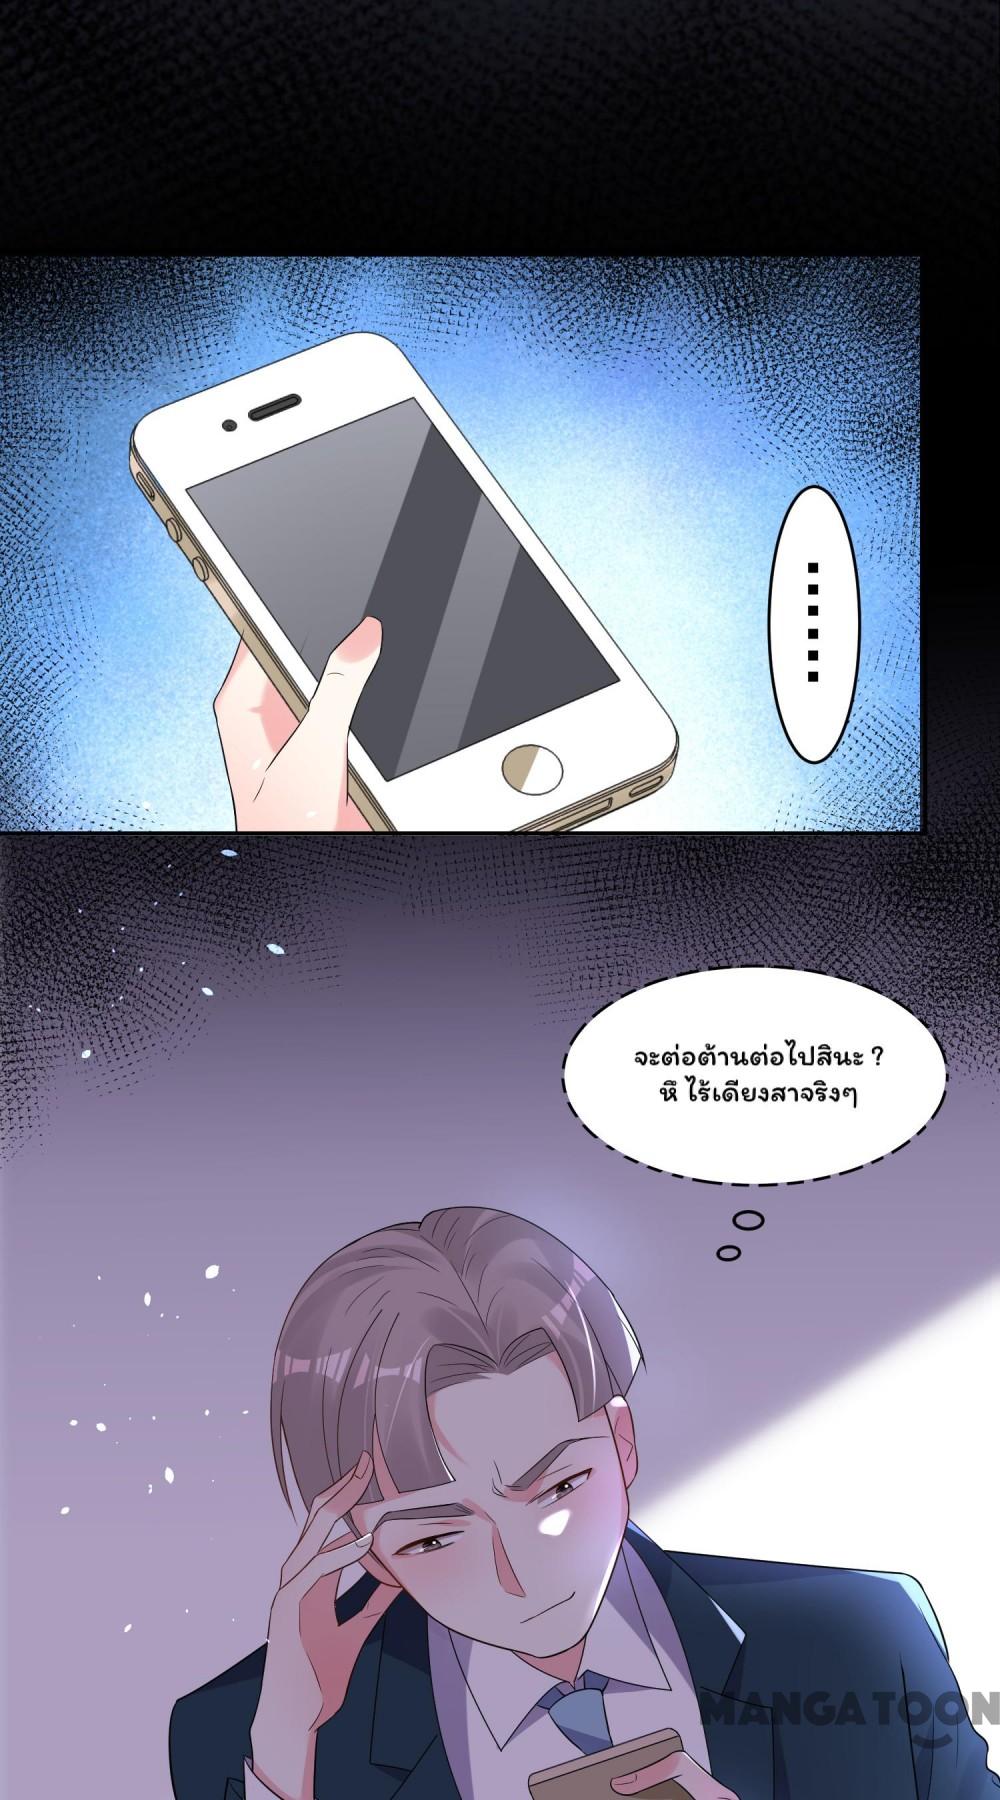 ......
จะต่อต้านต่อไปสินะ ?
หึ ไร้เดียงสาจริงๆ
MANGATOON